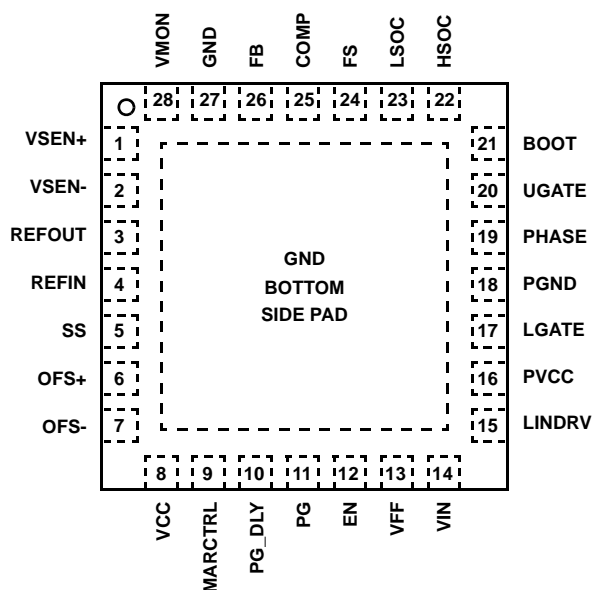 VMON
GND
FB
COMP
FS
LSOC
HSOC
28 27 26 25 24 23 22
VSEN+ 1
VSEN- 2
REFOUT 3
REFIN 4
SS 5
OFS+ 6
OFS- 7
GND
BOTTOM
SIDE PAD
21 BOOT
20 UGATE
19 PHASE
18 PGND
17 LGATE
16 PVCC
15 LINDRV
8 9 10 11 12 13 14
VCC
MARCTRL
PG_DLY
PG
EN
VFF
VIN